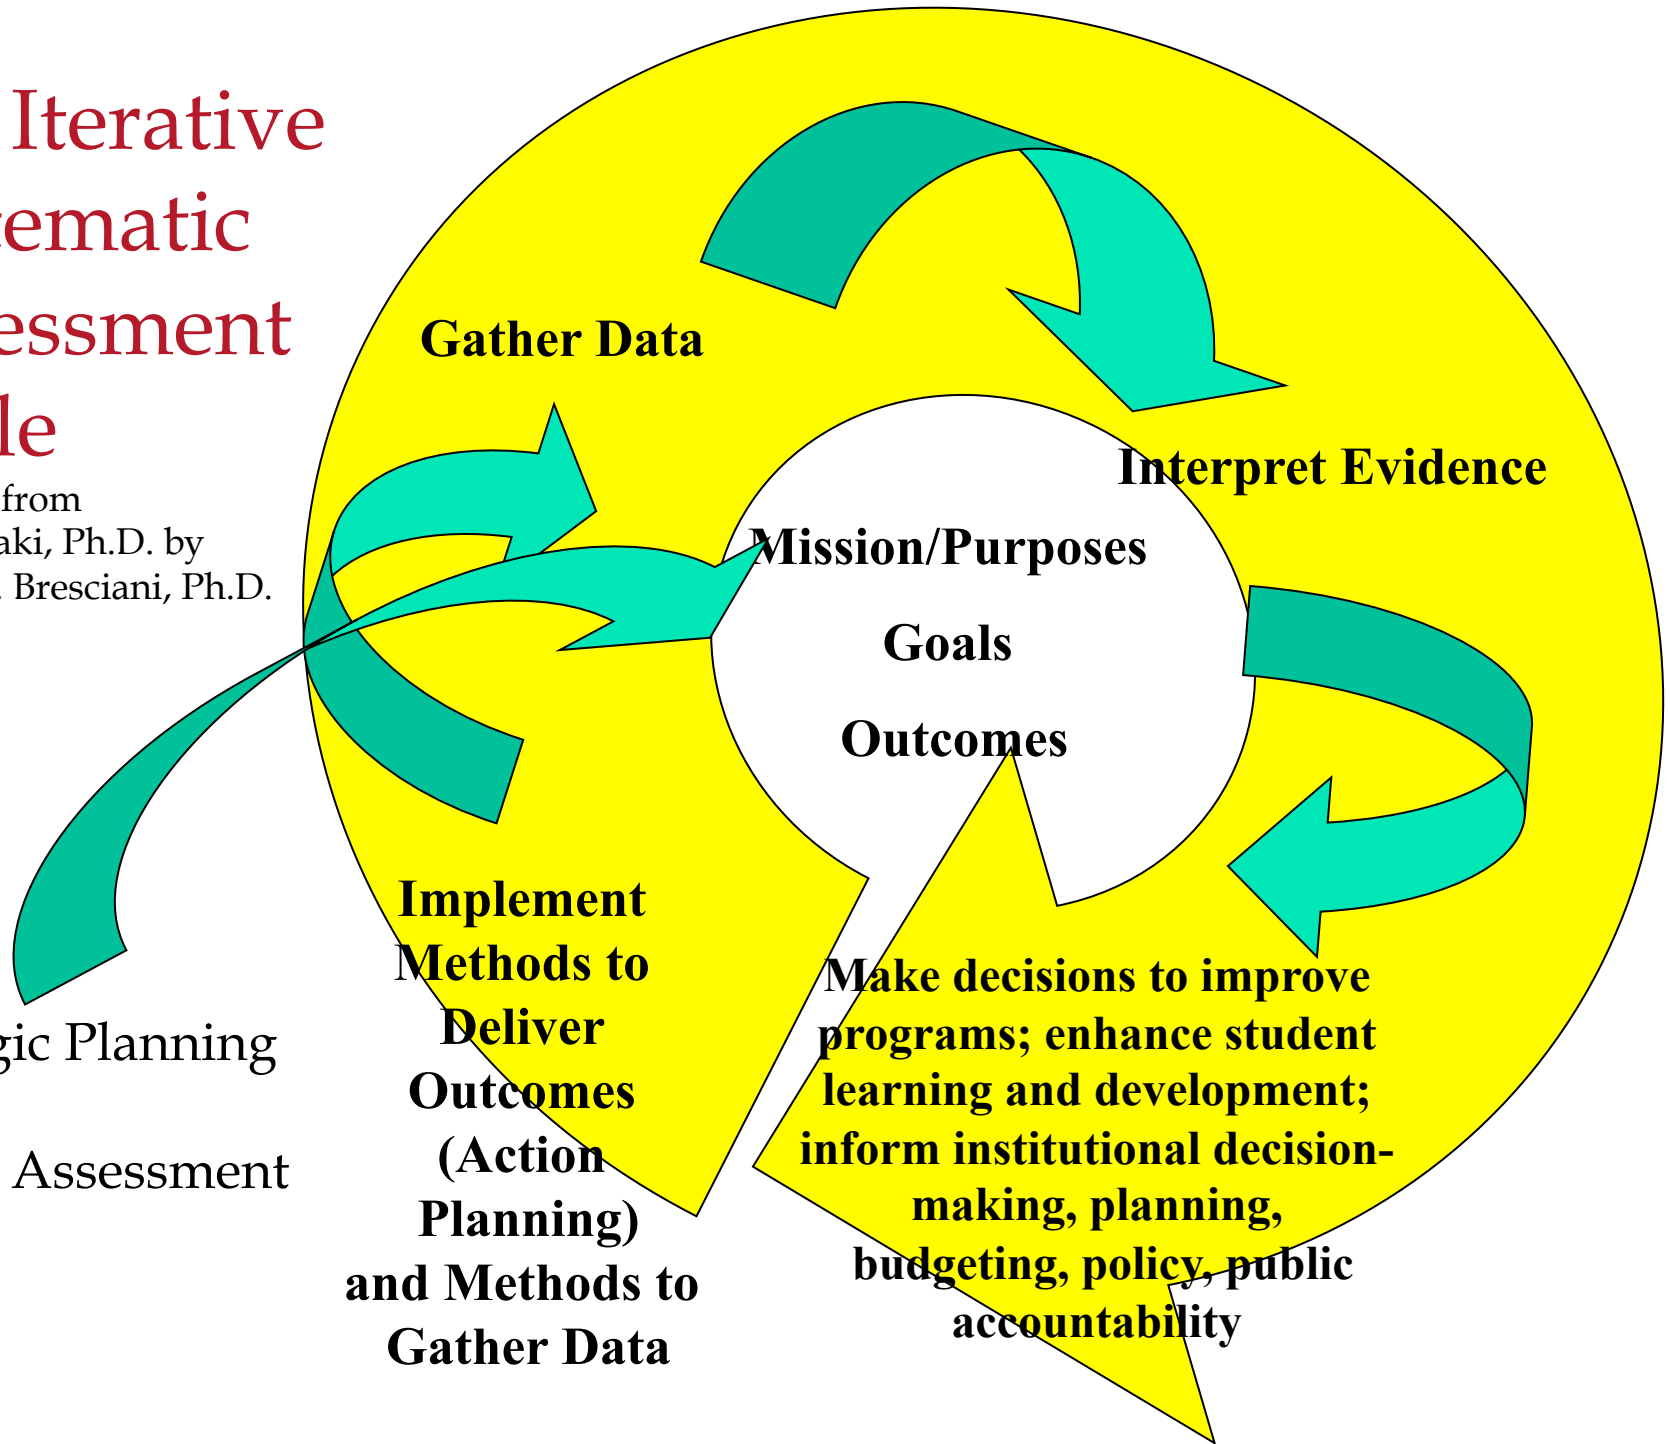 Iterative
tematic
essment
le
from
aki, Ph.D. by
. Bresciani, Ph.D.
Gather Data
Interpret Evidence
Mission/Purposes
Goals
Outcomes
Implement
Methods to
Deliver
Outcomes
(Action
Planning)
and Methods to
Gather Data
Make decisions to improve
programs; enhance student
learning and development;
inform institutional decision-
making, planning,
budgeting, policy, public
accountability
gic Planning
Assessment